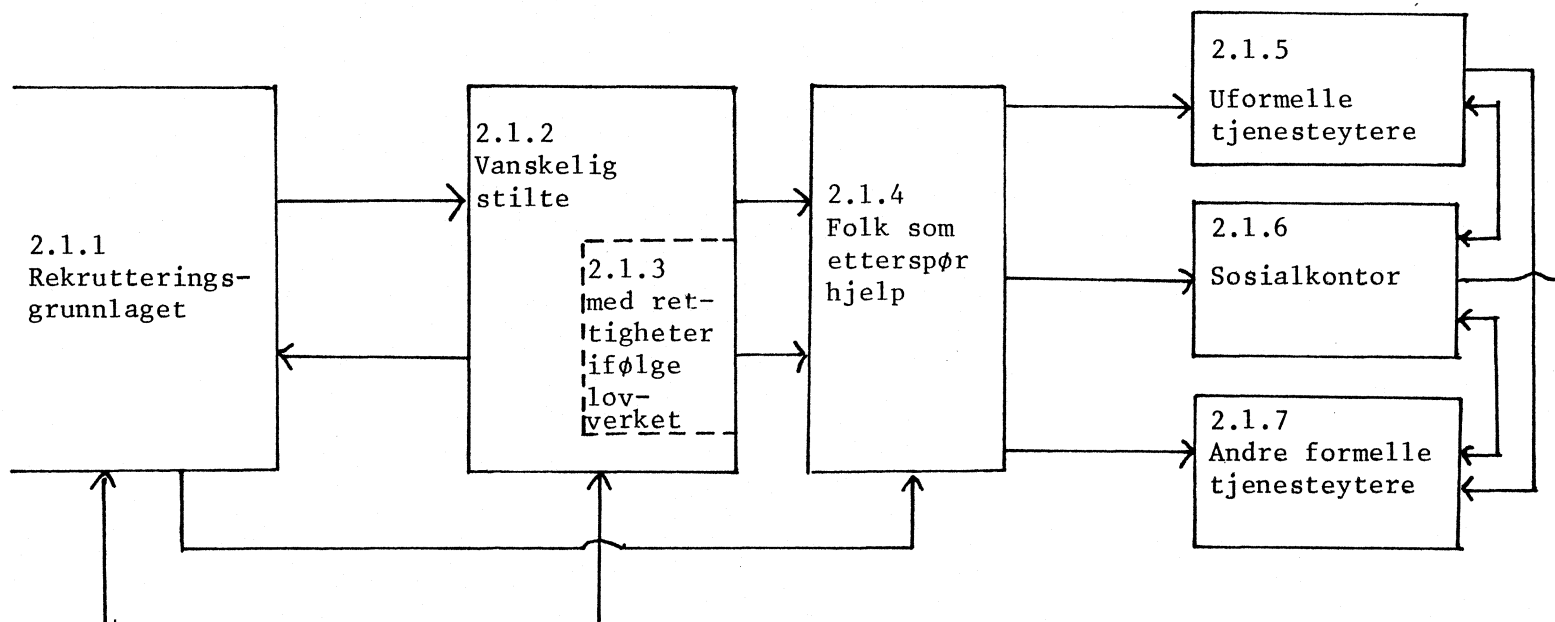 2.1.1
Rekrutterings-
grunnlaget
2.1.2
Vanskelig
stilte
2.1.3
med ret-
tigheter
ifølge
lov-
verket
2.1.4
Folk som
etterspør
hjelp
2.1.5
Uformelle
tjenesteytere
2.1.6
Sosialkontor
2.1.7
Andre formelle
tjenesteytere